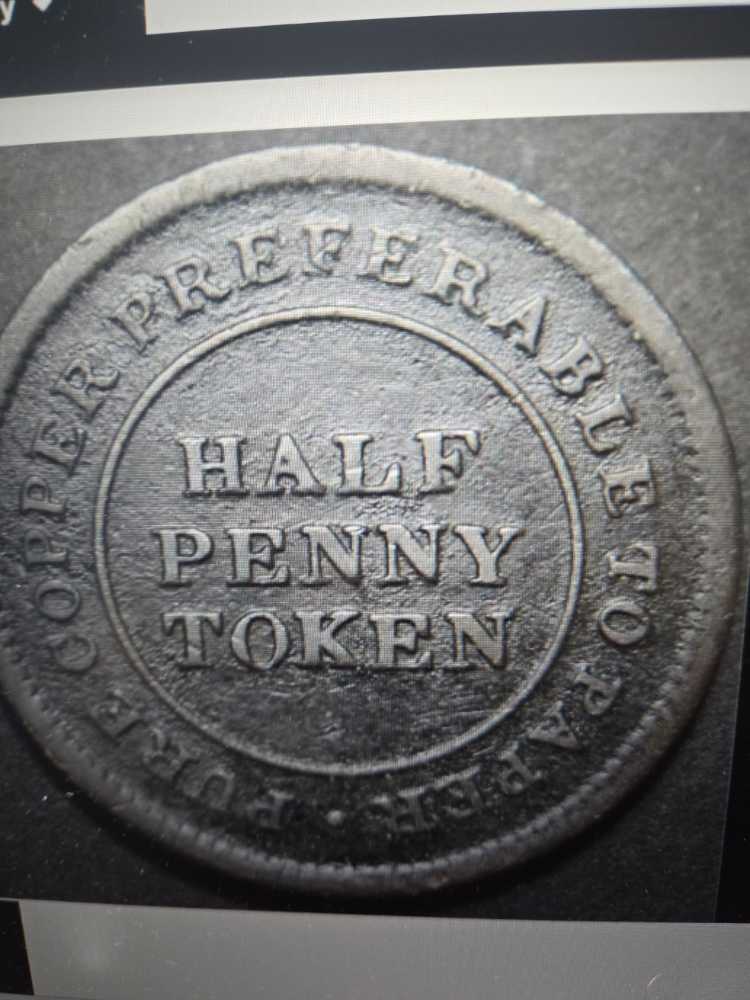 y
PURE COPPER PREFERABLE TO PAPER
HALF
PENNY
TOKEN